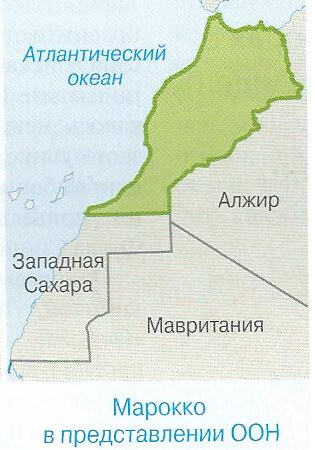 Атлантический
океан
Алжир
Западная
Сахара
Мавритания
Марокко
в представлении ООН